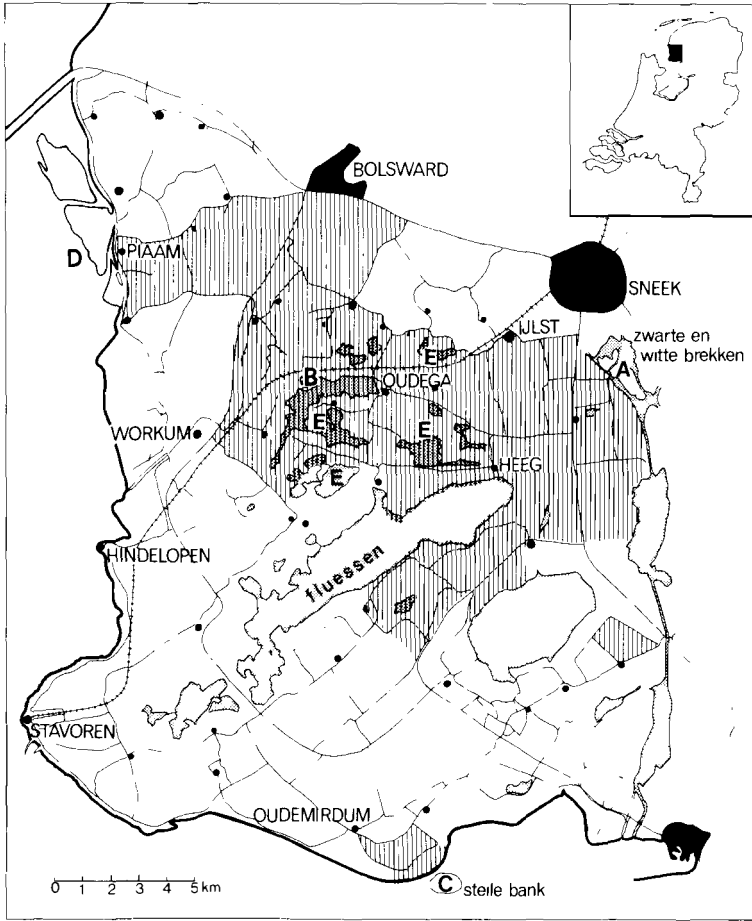 BOLSWARD
D
PIAAM
SNEEK
IJLST
zwarte en
witte brekken
E
A
B
OUDEGA
E
E
WORKUM
HEEG
E
HINDELOPEN
fluessen
STAVOREN
OUDEMIRDUM
0 1 2 3 4 5 km
C steile bank